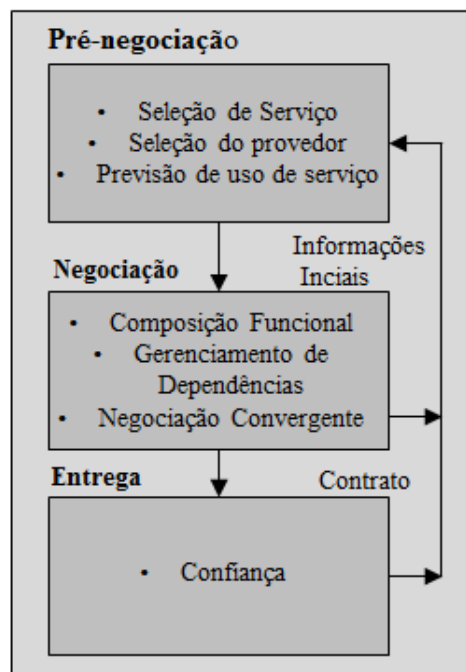 Pré-negociação
• Seleção de Serviço
• Seleção do provedor
• Previsão de uso de serviço
Informações
Inciais
Negociação
• Composição Funcional
• Gerenciamento de
Dependências
• Negociação Convergente
Entrega
Contrato
• Confiança